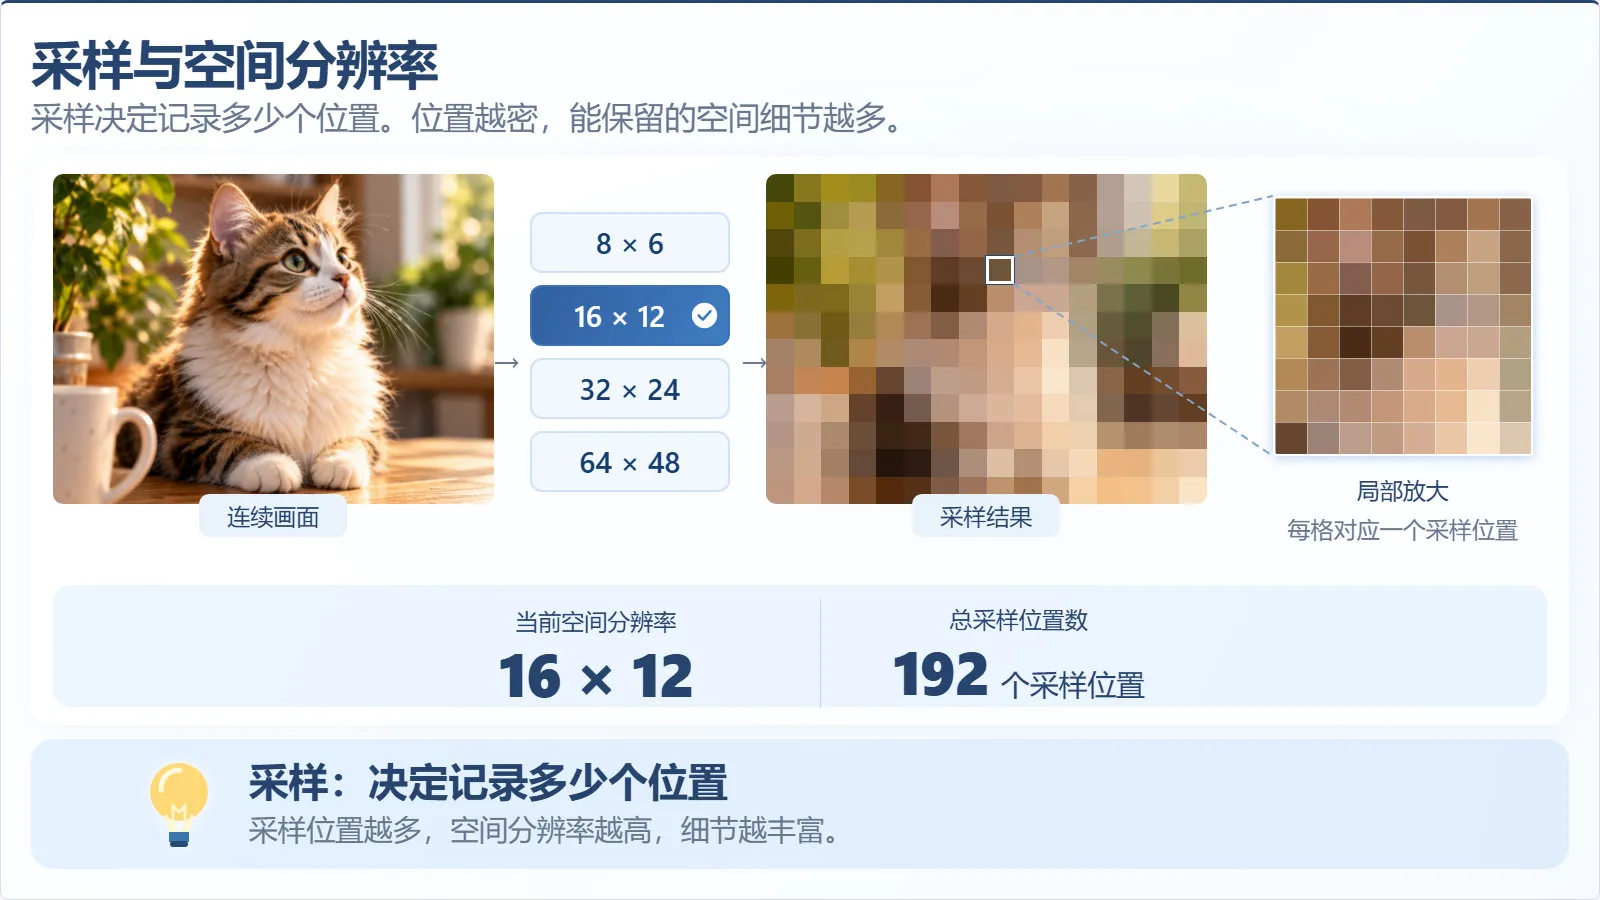 采样与空间分辨率
采样决定记录多少个位置。位置越密，能保留的空间细节越多。
8 × 6
16 × 12
32 × 24
64 × 48
→
→
连续画面
采样结果
局部放大
每格对应一个采样位置
当前空间分辨率
16 × 12
总采样位置数
192 个采样位置
采样：决定记录多少个位置
采样位置越多，空间分辨率越高，细节越丰富。